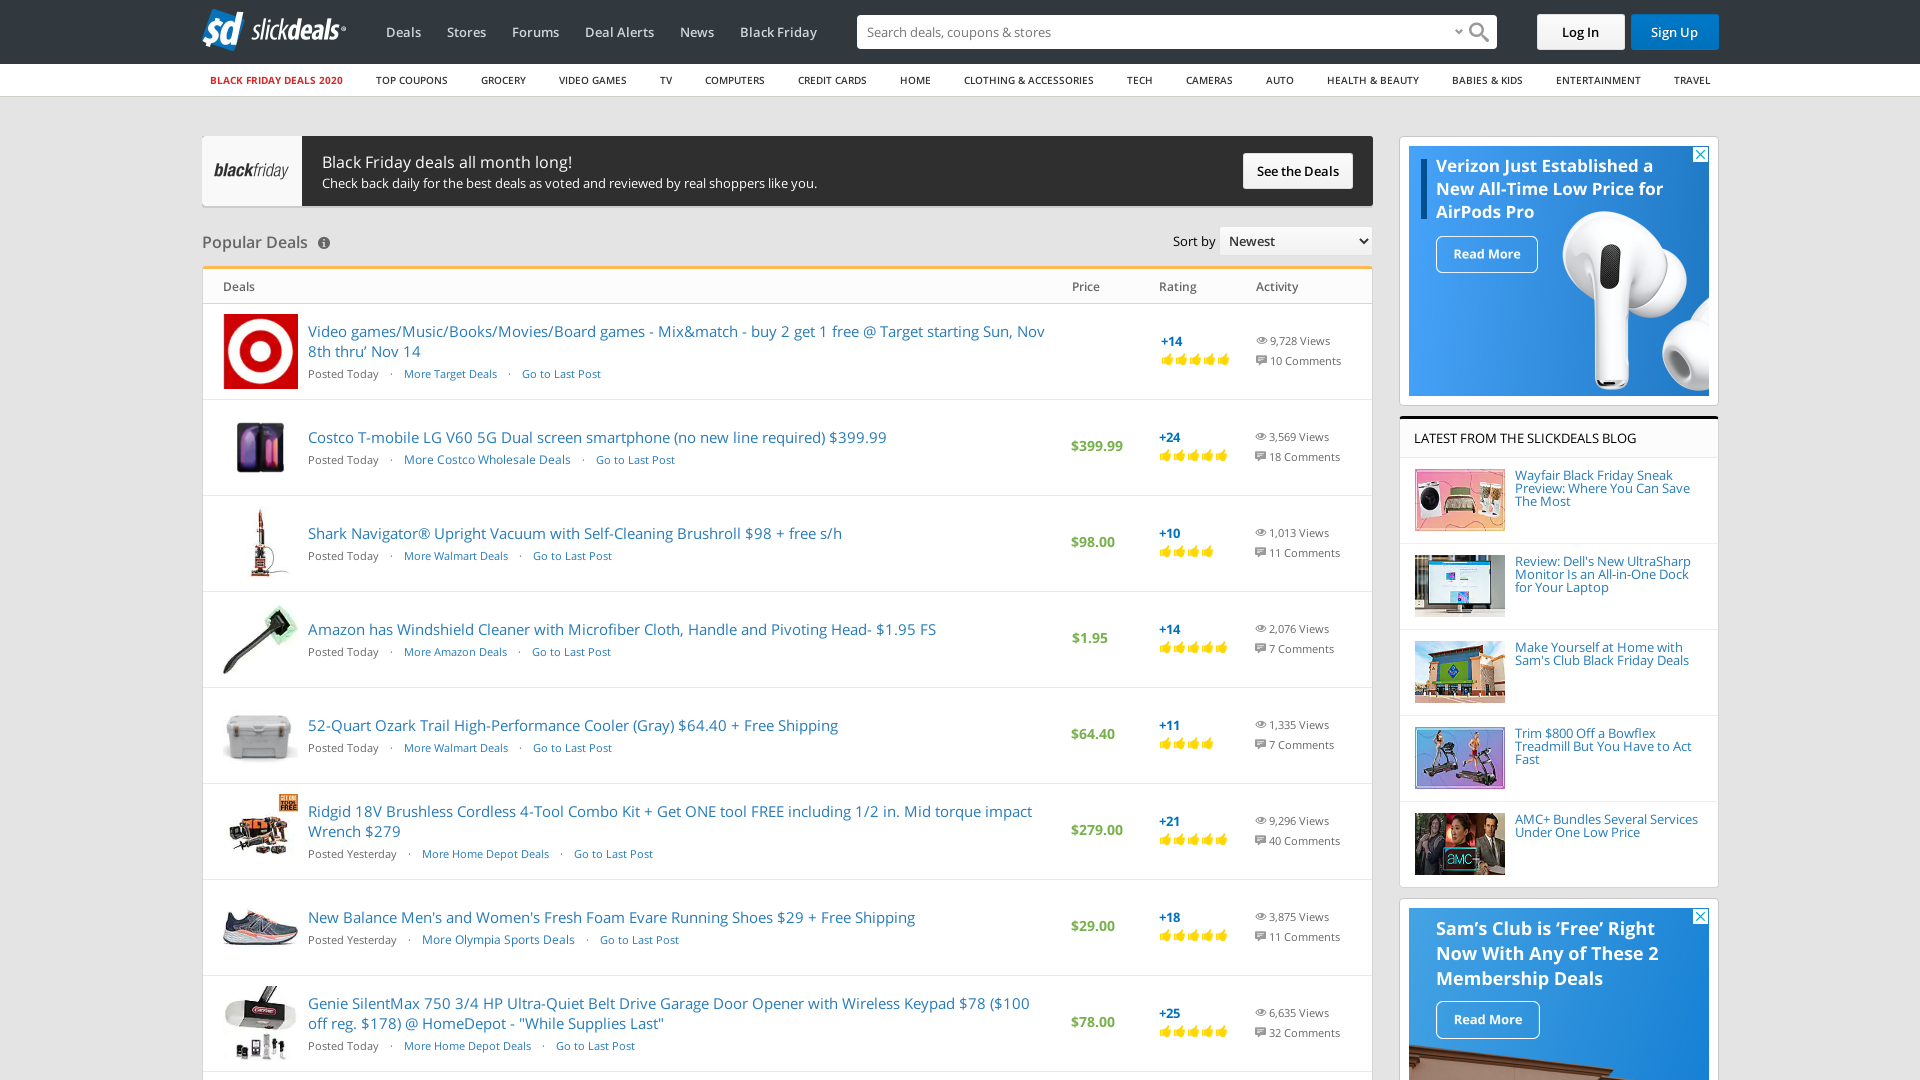 slickdeals
Deals Stores Forums Deal Alerts News Black Friday
Search deals, coupons & shopping
Log In
Sign Up
BLACK FRIDAY DEALS 2020 TOP COUPONS GROCERY VIDEO GAMES TV COMPUTERS CREDIT CARDS HOME CLOTHING & ACCESSORIES TECH CAMERAS AUTO HEALTH & BEAUTY BABIES & KIDS ENTERTAINMENT TRAVEL
blackfriday
Black Friday deals all month long!
Check back daily for the best deals as voted and reviewed by real shoppers like you.
See the Deals
Popular Deals
Sort by Newest
Deals Price Rating Activity
Video games/Music/Books/Movies/Board games - Mix&match - buy 2 get 1 free @ Target starting Sun, Nov
8th thru’ Nov 14
Posted Today · More Target Deals · Go to Last Post
+14
9,728 Views
10 Comments
Costco T-mobile LG V60 5G Dual screen smartphone (no new line required) $399.99
Posted Today · More Costco Wholesale Deals · Go to Last Post
$399.99
+24
3,569 Views
18 Comments
Shark Navigator® Upright Vacuum with Self-Cleaning Brushroll $98 + free s/h
Posted Today · More Walmart Deals · Go to Last Post
$98.00
+10
1,013 Views
11 Comments
Amazon has Windshield Cleaner with Microfiber Cloth, Handle and Pivoting Head- $1.95 FS
Posted Today · More Amazon Deals · Go to Last Post
$1.95
+14
2,076 Views
7 Comments
52-Quart Ozark Trail High-Performance Cooler (Gray) $64.40 + Free Shipping
Posted Today · More Walmart Deals · Go to Last Post
$64.40
+11
1,335 Views
7 Comments
Ridgid 18V Brushless Cordless 4-Tool Combo Kit + Get ONE tool FREE including 1/2 in. Mid torque impact
Wrench $279
Posted Yesterday · More Home Depot Deals · Go to Last Post
$279.00
+21
9,296 Views
40 Comments
New Balance Men's and Women's Fresh Foam Evare Running Shoes $29 + Free Shipping
Posted Yesterday · More Olympia Sports Deals · Go to Last Post
$29.00
+18
3,875 Views
11 Comments
Genie SilentMax 750 3/4 HP Ultra-Quiet Belt Drive Garage Door Opener with Wireless Keypad $78 ($100
off reg. $178) @ HomeDepot - "While Supplies Last"
Posted Today · More Home Depot Deals · Go to Last Post
$78.00
+25
6,635 Views
32 Comments
Verizon Just Established a
New All-Time Low Price for
AirPods Pro
Read More
LATEST FROM THE SLICKDEALS BLOG
Wayfair Black Friday Sneak
Preview: Where You Can Save
The Most
Review: Dell's New UltraSharp
Monitor Is an All-in-One Dock
for Your Laptop
Make Yourself at Home with
Sam's Club Black Friday Deals
Trim $800 Off a Bowflex
Treadmill But You Have to Act
Fast
AMC+ Bundles Several Services
Under One Low Price
aMC
Sam’s Club is ‘Free’ Right
Now With Any of These 2
Membership Deals
Read More